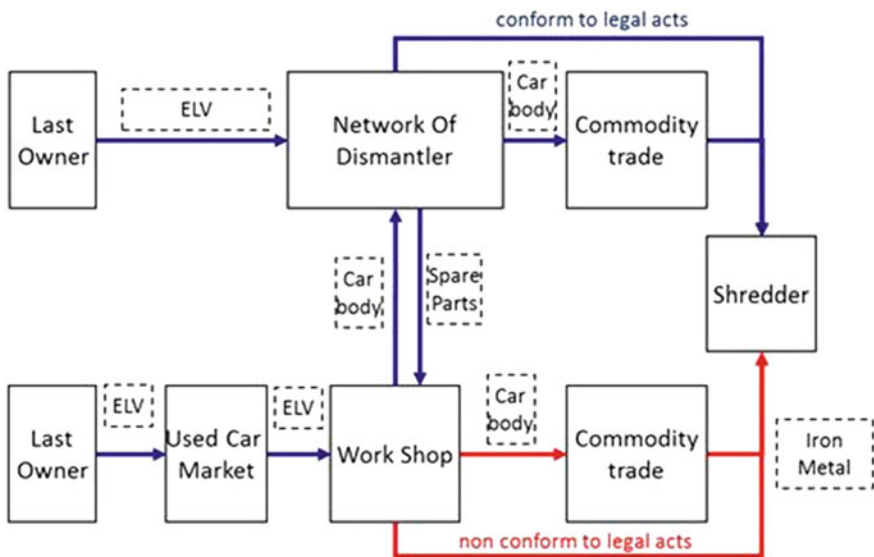 conform to legal acts
Last
Owner
ELV
Network Of
Dismantler
Car
body
Commodity
trade
Car
body
Spare
Parts
Shredder
Last
Owner
ELV
Used Car
Market
ELV
Work Shop
Car
body
Commodity
trade
Iron
Metal
non conform to legal acts